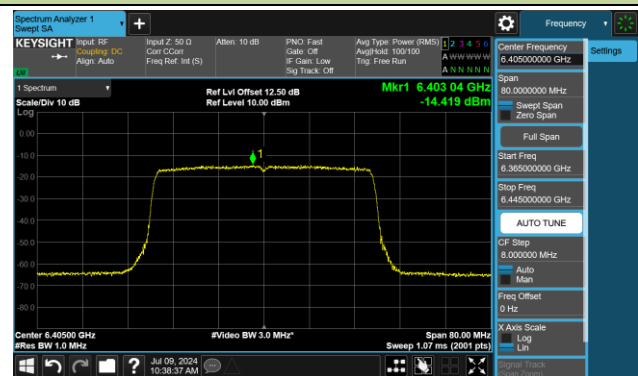 Spectrum Analyzer 1
Swept SA
+
Frequency
KEYSIGHT
Input: RF
Coupling: DC
Align: Auto
Input Z: 50 Ω
Corr CCorr
Freq Ref: Int (S)
Atten: 10 dB
PNO: Fast
Gate: Off
IF Gain: Low
Sig Track: Off
Avg Type: Power (RMS)
Avg|Hold: 100/100
Trig: Free Run
1 2 3 4 5 6
A W W W W W
A N N N N N
LXI
1 Spectrum
Scale/Div 10 dB
Log
Ref Lvl Offset 12.50 dB
Ref Level 10.00 dBm
Mkr1 6.403 04 GHz
-14.419 dBm
1
0.00
-10.0
-20.0
-30.0
-40.0
-50.0
-60.0
-70.0
-80.0
Center 6.40500 GHz
#Res BW 1.0 MHz
#Video BW 3.0 MHz*
Span 80.00 MHz
Sweep 1.07 ms (2001 pts)
Center Frequency
6.405000000 GHz
Settings
Span
80.0000000 MHz
Swept Span
Zero Span
Full Span
Start Freq
6.365000000 GHz
Stop Freq
6.445000000 GHz
AUTO TUNE
CF Step
8.000000 MHz
Auto
Man
Freq Offset
0 Hz
X Axis Scale
Log
Lin
Signal Track
(Span Zoom)
?
Jul 09, 2024
10:38:37 AM